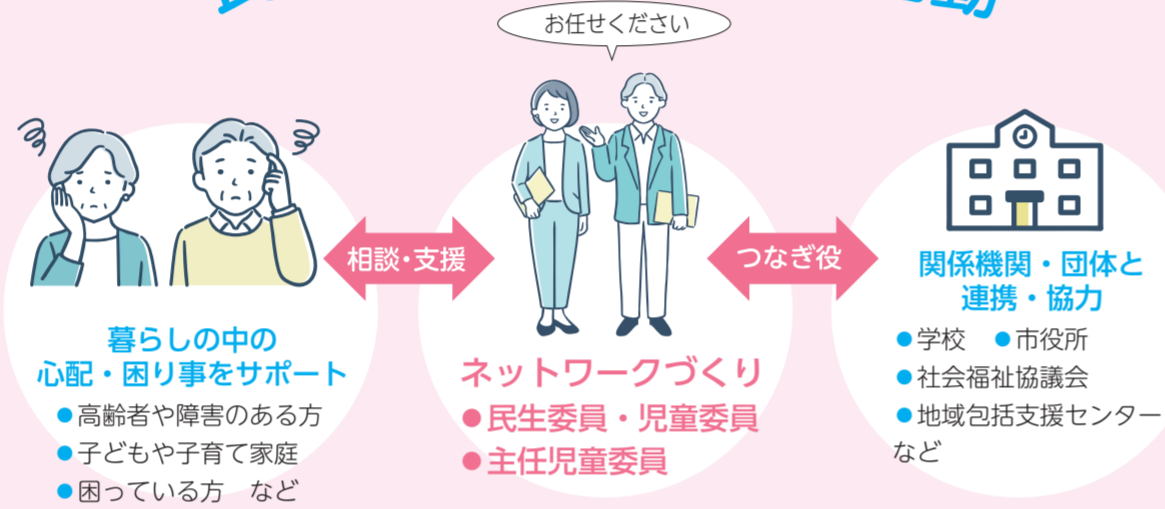 お任せください
相談・支援
つなぎ役
暮らしの中の
心配・困り事をサポート
●高齢者や障害のある方
●子どもや子育て家庭
●困っている方　など
ネットワークづくり
●民生委員・児童委員
●主任児童委員
関係機関・団体と
連携・協力
●学校　●市役所
●社会福祉協議会
●地域包括支援センター
など